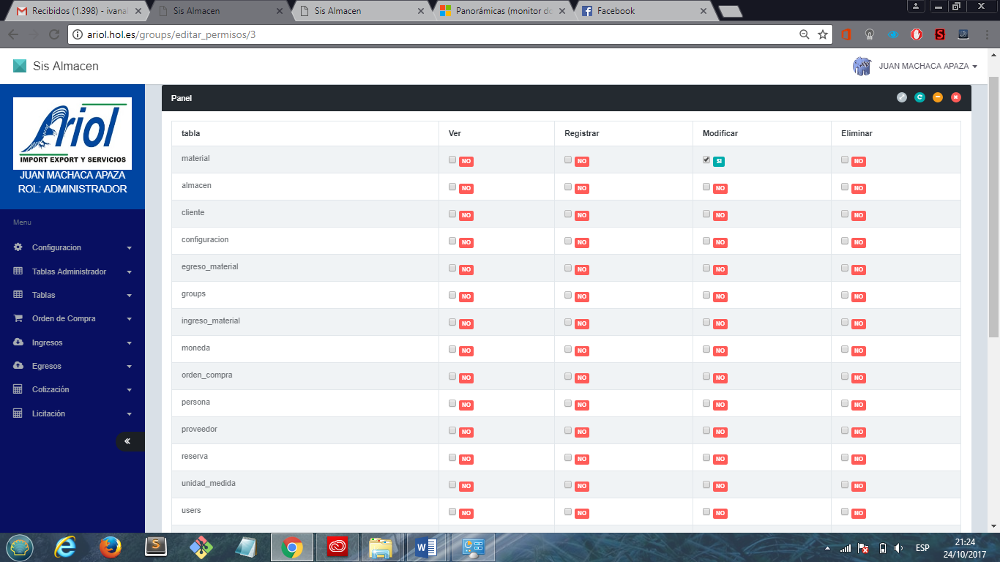 Recibidos (1.398) - ivanal
Sis Almacen
Sis Almacen
Panorámicas (monitor do
Facebook
ariol.hol.es/groups/editar_permisos/3
Sis Almacen
JUAN MACHACA APAZA
Ariol
IMPORT EXPORT Y SERVICIOS
JUAN MACHACA APAZA
ROL: ADMINISTRADOR
Menu
Configuracion
Tablas Administrador
Tablas
Orden de Compra
Ingresos
Egresos
Cotización
Licitación
Panel
tabla Ver Registrar Modificar Eliminar
material NO NO SI NO
almacen NO NO NO NO
cliente NO NO NO NO
configuracion NO NO NO NO
egreso_material NO NO NO NO
groups NO NO NO NO
ingreso_material NO NO NO NO
moneda NO NO NO NO
orden_compra NO NO NO NO
persona NO NO NO NO
proveedor NO NO NO NO
reserva NO NO NO NO
unidad_medida NO NO NO NO
users NO NO NO NO
ESP
21:24
24/10/2017